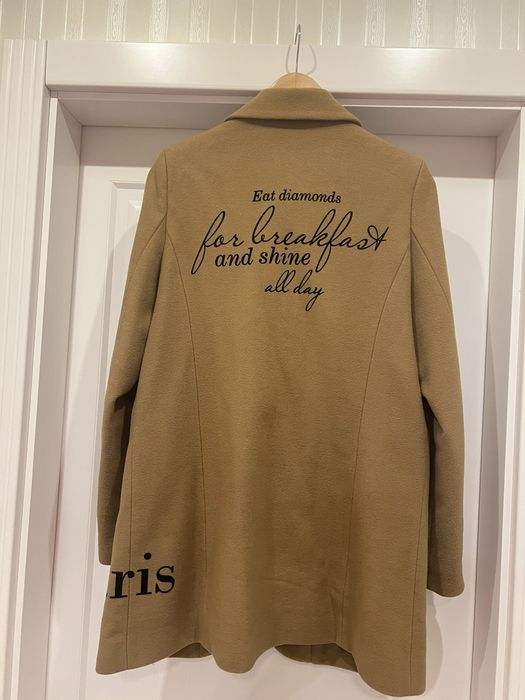 Eat diamonds
for breakfast
and shine
all day
ris